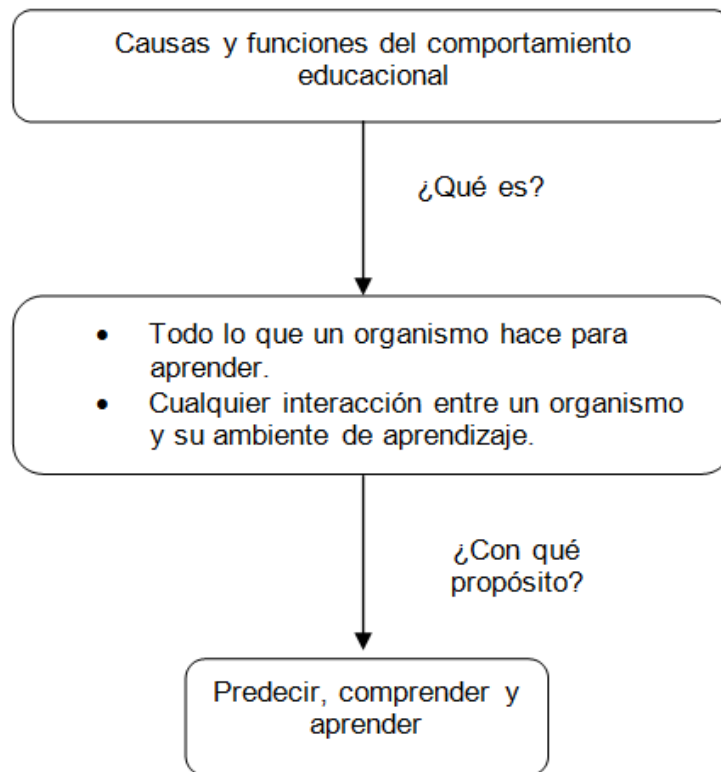 Causas y funciones del comportamiento
educacional
¿Qué es?
• Todo lo que un organismo hace para
aprender.
• Cualquier interacción entre un organismo
y su ambiente de aprendizaje.
¿Con qué
propósito?
Predecir, comprender y
aprender